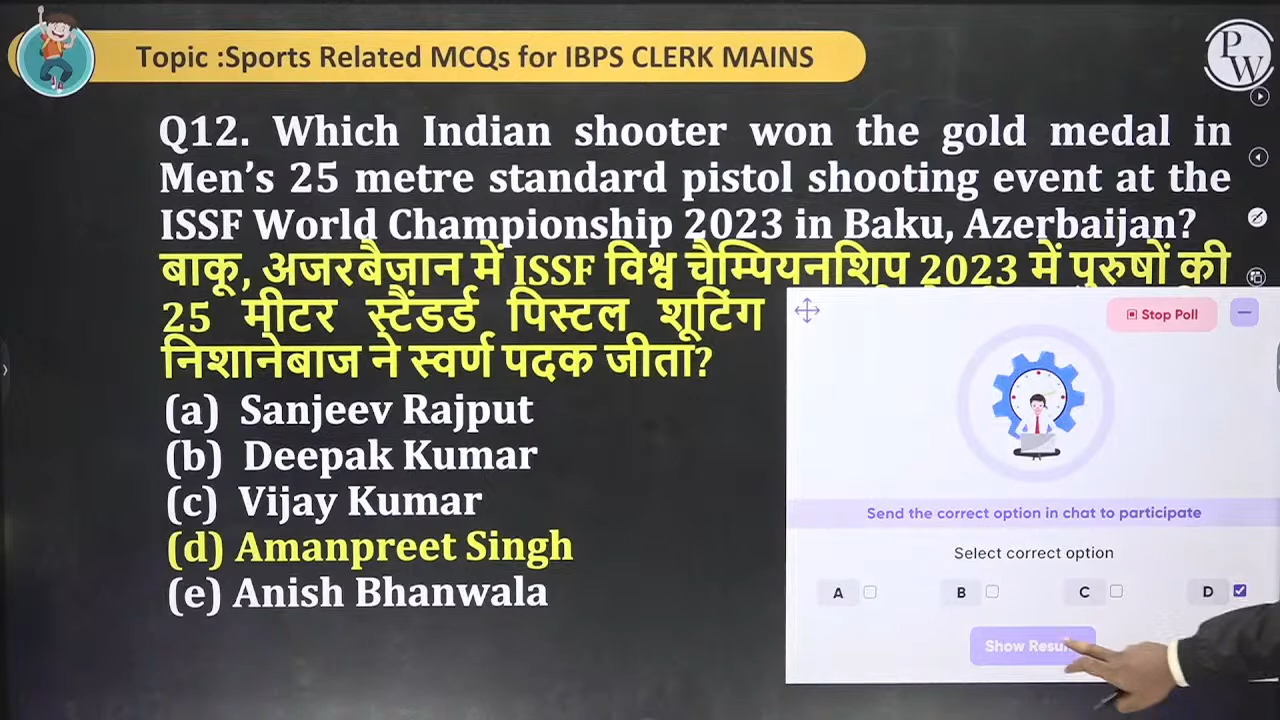 Topic :Sports Related MCQs for IBPS CLERK MAINS
PW
Q12. Which Indian shooter won the gold medal in
Men's 25 metre standard pistol shooting event at the
ISSF World Championship 2023 in Baku, Azerbaijan?
बाकू, अजरबैजान में ISSF विश्व चैम्पियनशिप 2023 में पुरुषों की
25 मीटर स्टैंडर्ड पिस्टल शूटिंग
निशानेबाज ने स्वर्ण पदक जीता?
(a) Sanjeev Rajput
(b) Deepak Kumar
(c) Vijay Kumar
(d) Amanpreet Singh
(e) Anish Bhanwala
Stop Poll
Send the correct option in chat to participate
Select correct option
A B C D
Show